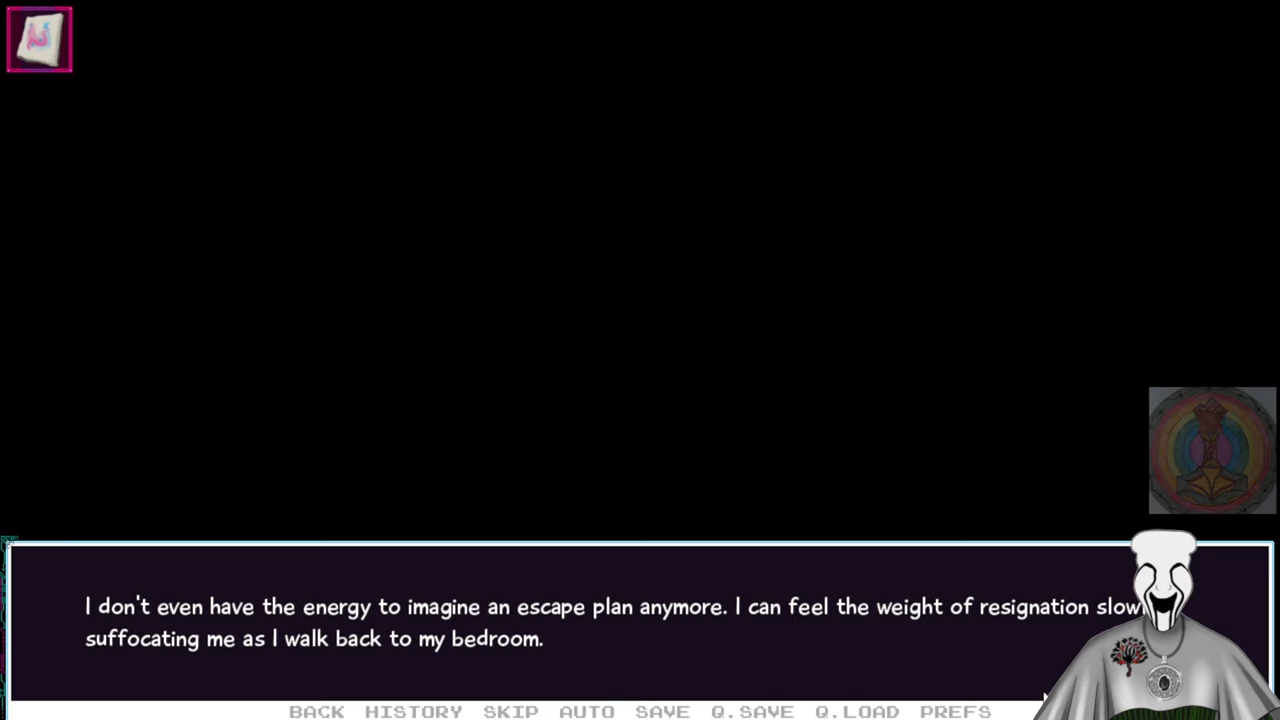 I don't even have the energy to imagine an escape plan anymore. I can feel the weight of resignation
suffocating me as I walk back to my bedroom.
BACK HISTORY SKIP AUTO SAVE Q.SAVE Q.LOAD PREFS